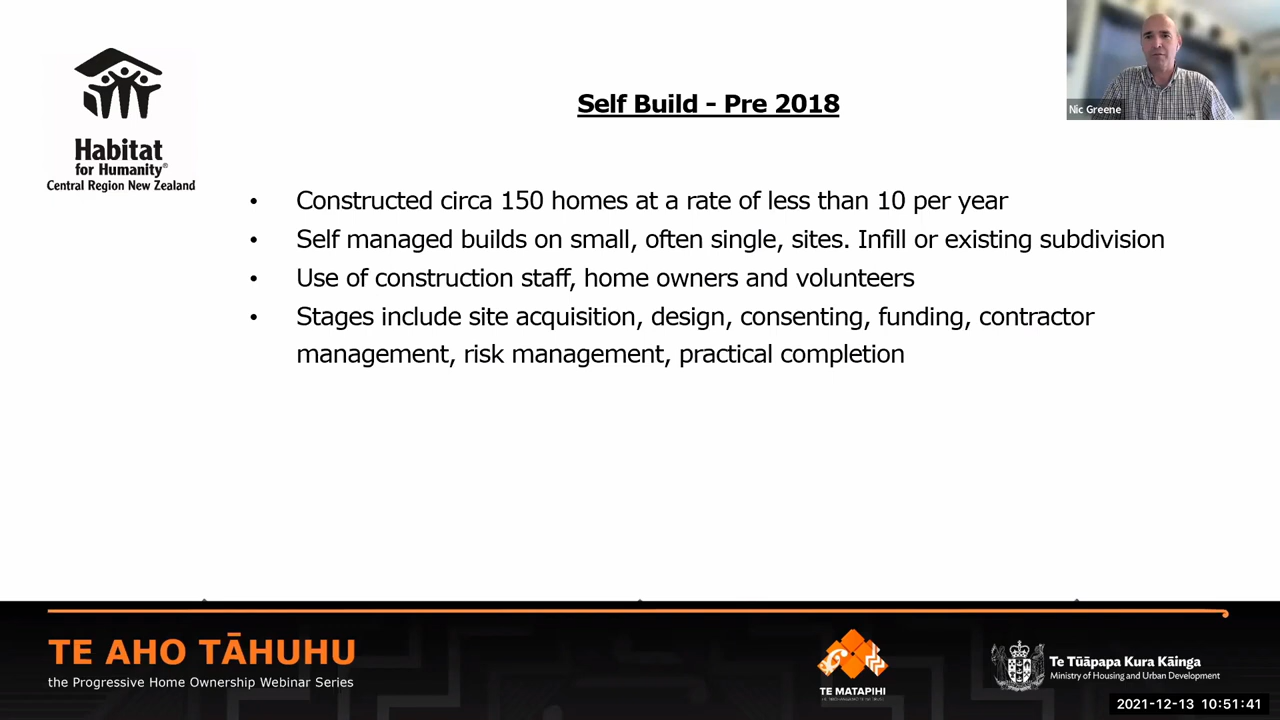 Habitat
for Humanity®
Central Region New Zealand
Self Build - Pre 2018
Nic Greene
• Constructed circa 150 homes at a rate of less than 10 per year
• Self managed builds on small, often single, sites. Infill or existing subdivision
• Use of construction staff, home owners and volunteers
• Stages include site acquisition, design, consenting, funding, contractor
management, risk management, practical completion
TE AHO TĀHUHU
the Progressive Home Ownership Webinar Series
TE MATAPIHI
Te Tūāpapa Kura Kāinga
Ministry of Housing and Urban Development
2021-12-13 10:51:41